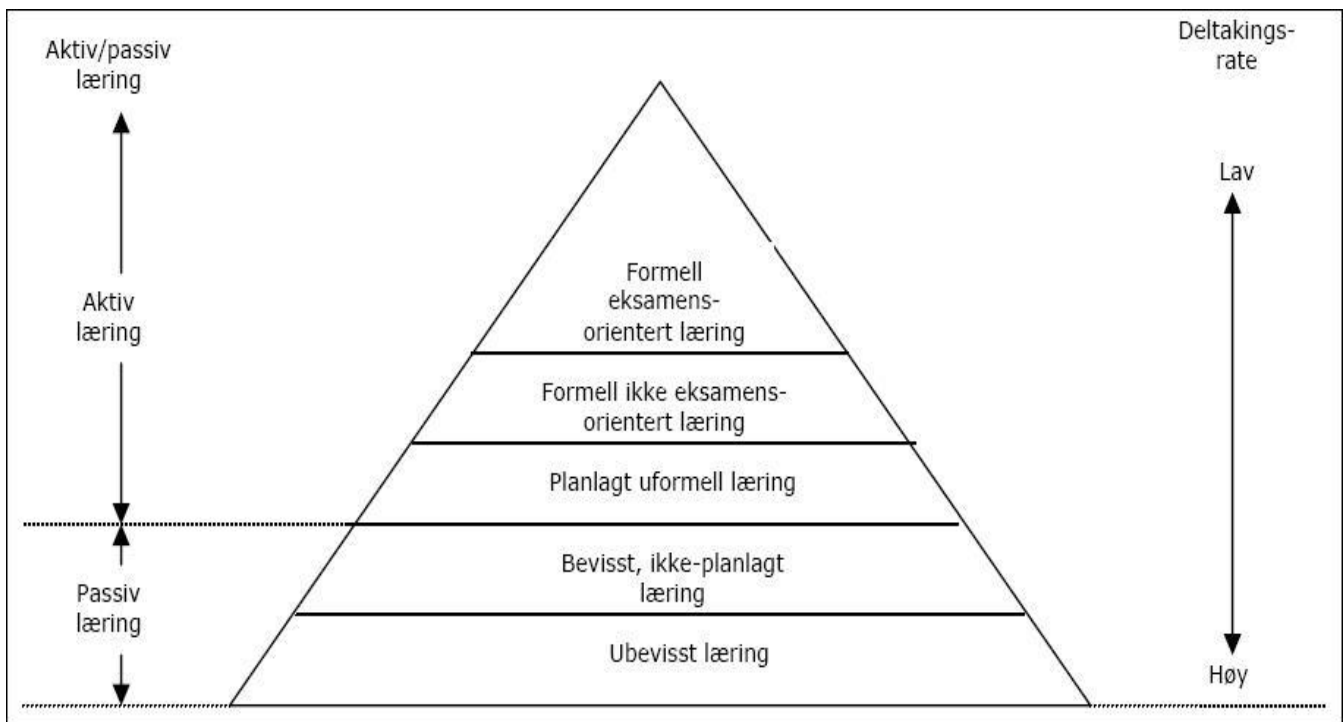 Aktiv/passiv
læring
Deltakings-
rate
Lav
Formell
eksamens-
orientert læring
Aktiv
læring
Formell ikke eksamens-
orientert læring
Planlagt uformell læring
Bevisst, ikke-planlagt
læring
Passiv
læring
Ubevisst læring
Høy